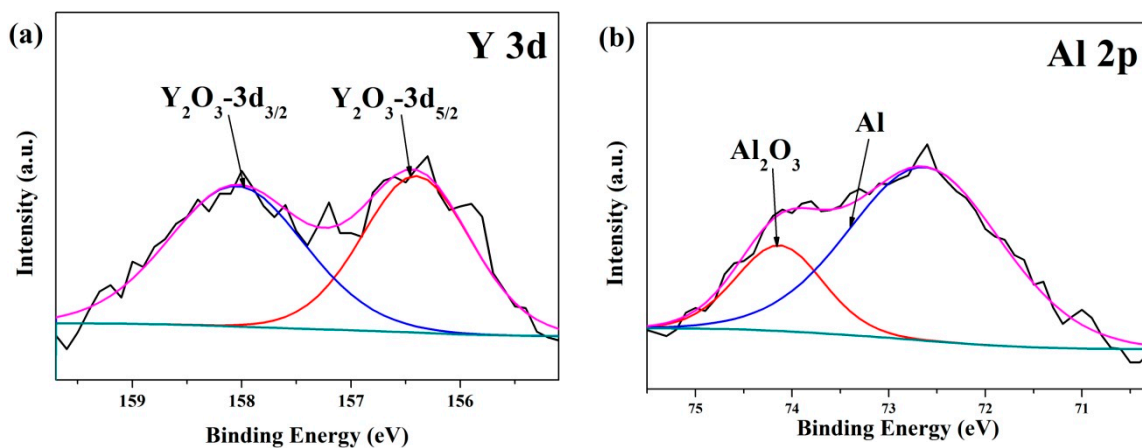 (a)
Y 3d
Y₂O₃-3d₃/₂
Y₂O₃-3d₅/₂
Intensity (a.u.)
159
158
157
156
Binding Energy (eV)
(b)
Al 2p
Al₂O₃
Al
Intensity (a.u.)
75
74
73
72
71
Binding Energy (eV)